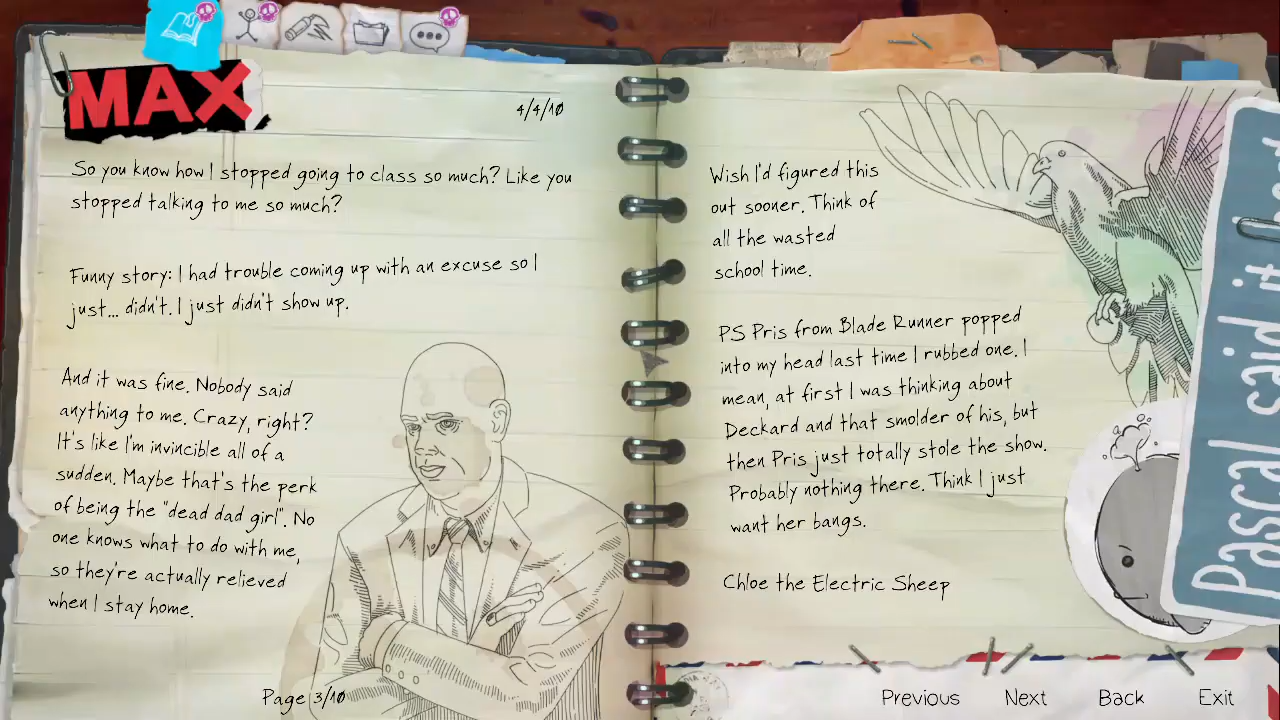 MAX
4/4/10
So you know how I stopped going to class so much? Like you
stopped talking to me so much?
Funny story: I had trouble coming up with an excuse so I
just... didn't. I just didn't show up.
And it was fine. Nobody said
anything to me. Crazy, right?
It's like I'm invincible all of a
sudden. Maybe that's the perk
of being the "dead dad girl". No
one knows what to do with me,
so they're actually relieved
when I stay home.
Page 3/10
Wish I'd figured this
out sooner. Think of
all the wasted
school time.
PS Pris from Blade Runner popped
into my head last time I rubbed one. I
mean, at first I was thinking about
Deckard and that smolder of his, but
then Pris just totally stole the show.
Probably nothing there. Think I just
want her bangs.
Chloe the Electric Sheep
Pascal said it
Previous
Next
Back
Exit